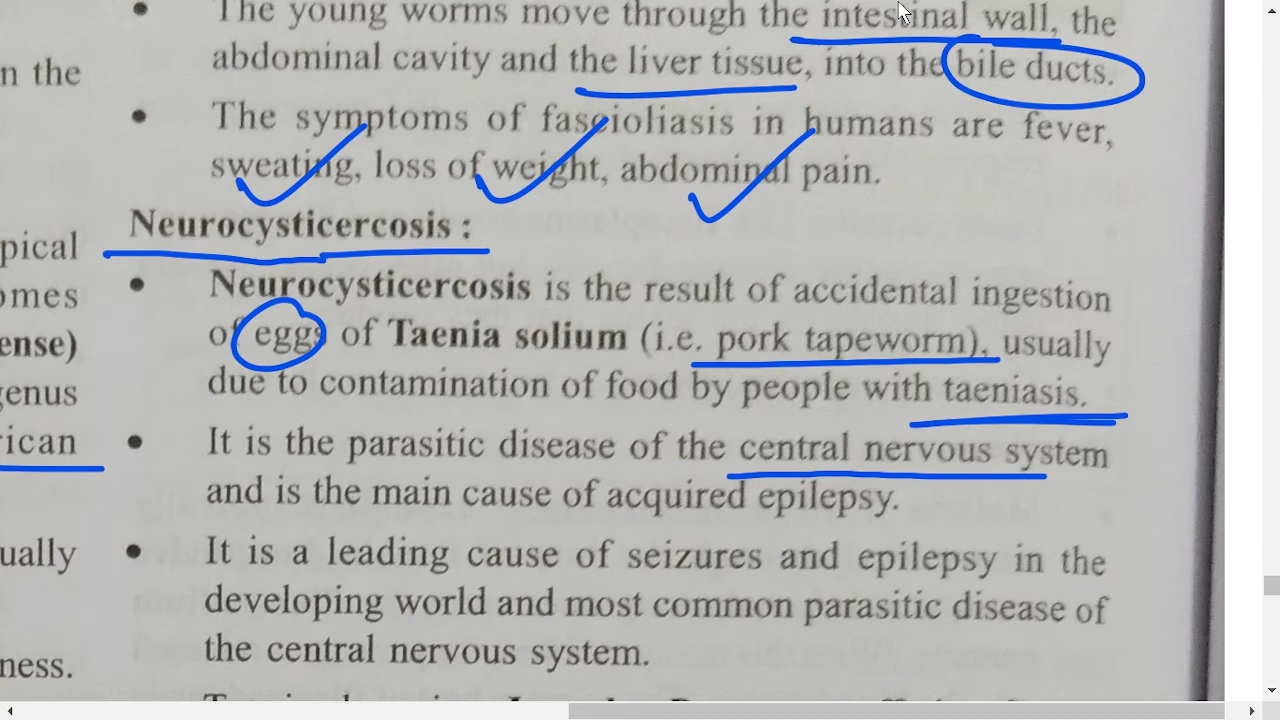 The young worms move through the intestinal wall, the
abdominal cavity and the liver tissue, into the bile ducts.
The symptoms of fascioliasis in humans are fever,
sweating, loss of weight, abdominal pain.
Neurocysticercosis :
Neurocysticercosis is the result of accidental ingestion
of eggs of Taenia solium (i.e. pork tapeworm), usually
due to contamination of food by people with taeniasis.
It is the parasitic disease of the central nervous system
and is the main cause of acquired epilepsy.
It is a leading cause of seizures and epilepsy in the
developing world and most common parasitic disease of
the central nervous system.
n the
pical
omes
ense)
genus
rican
ually
ness.